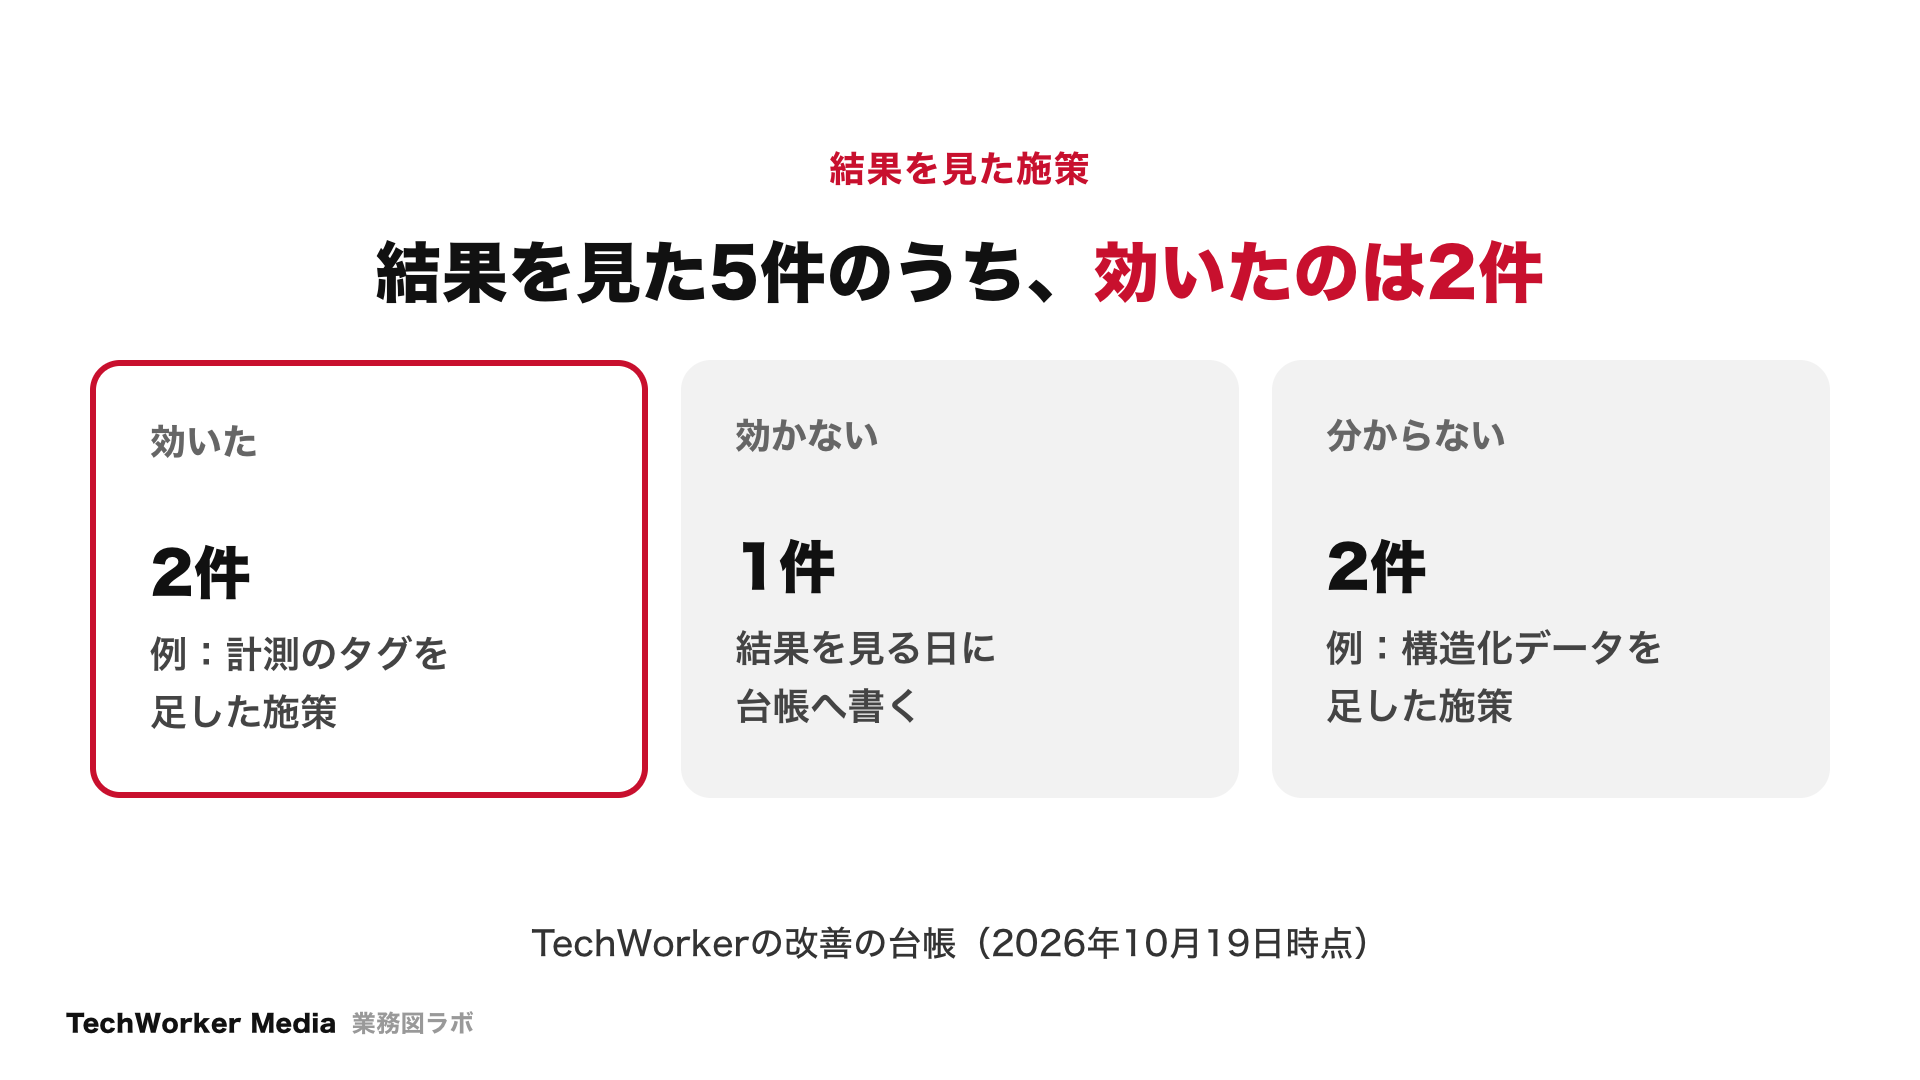 結果を見た施策
結果を見た5件のうち、効いたのは2件
効いた
2件
例：計測のタグを
足した施策
効かない
1件
結果を見る日に
台帳へ書く
分からない
2件
例：構造化データを
足した施策
TechWorkerの改善の台帳（2026年10月19日時点）
TechWorker Media 業務図ラボ